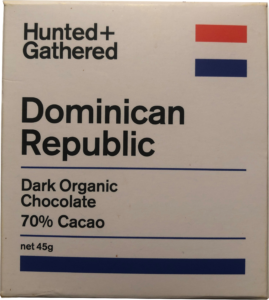 Hunted+
Gathered
Dominican
Republic
Dark Organic
Chocolate
70% Cacao
net 45g